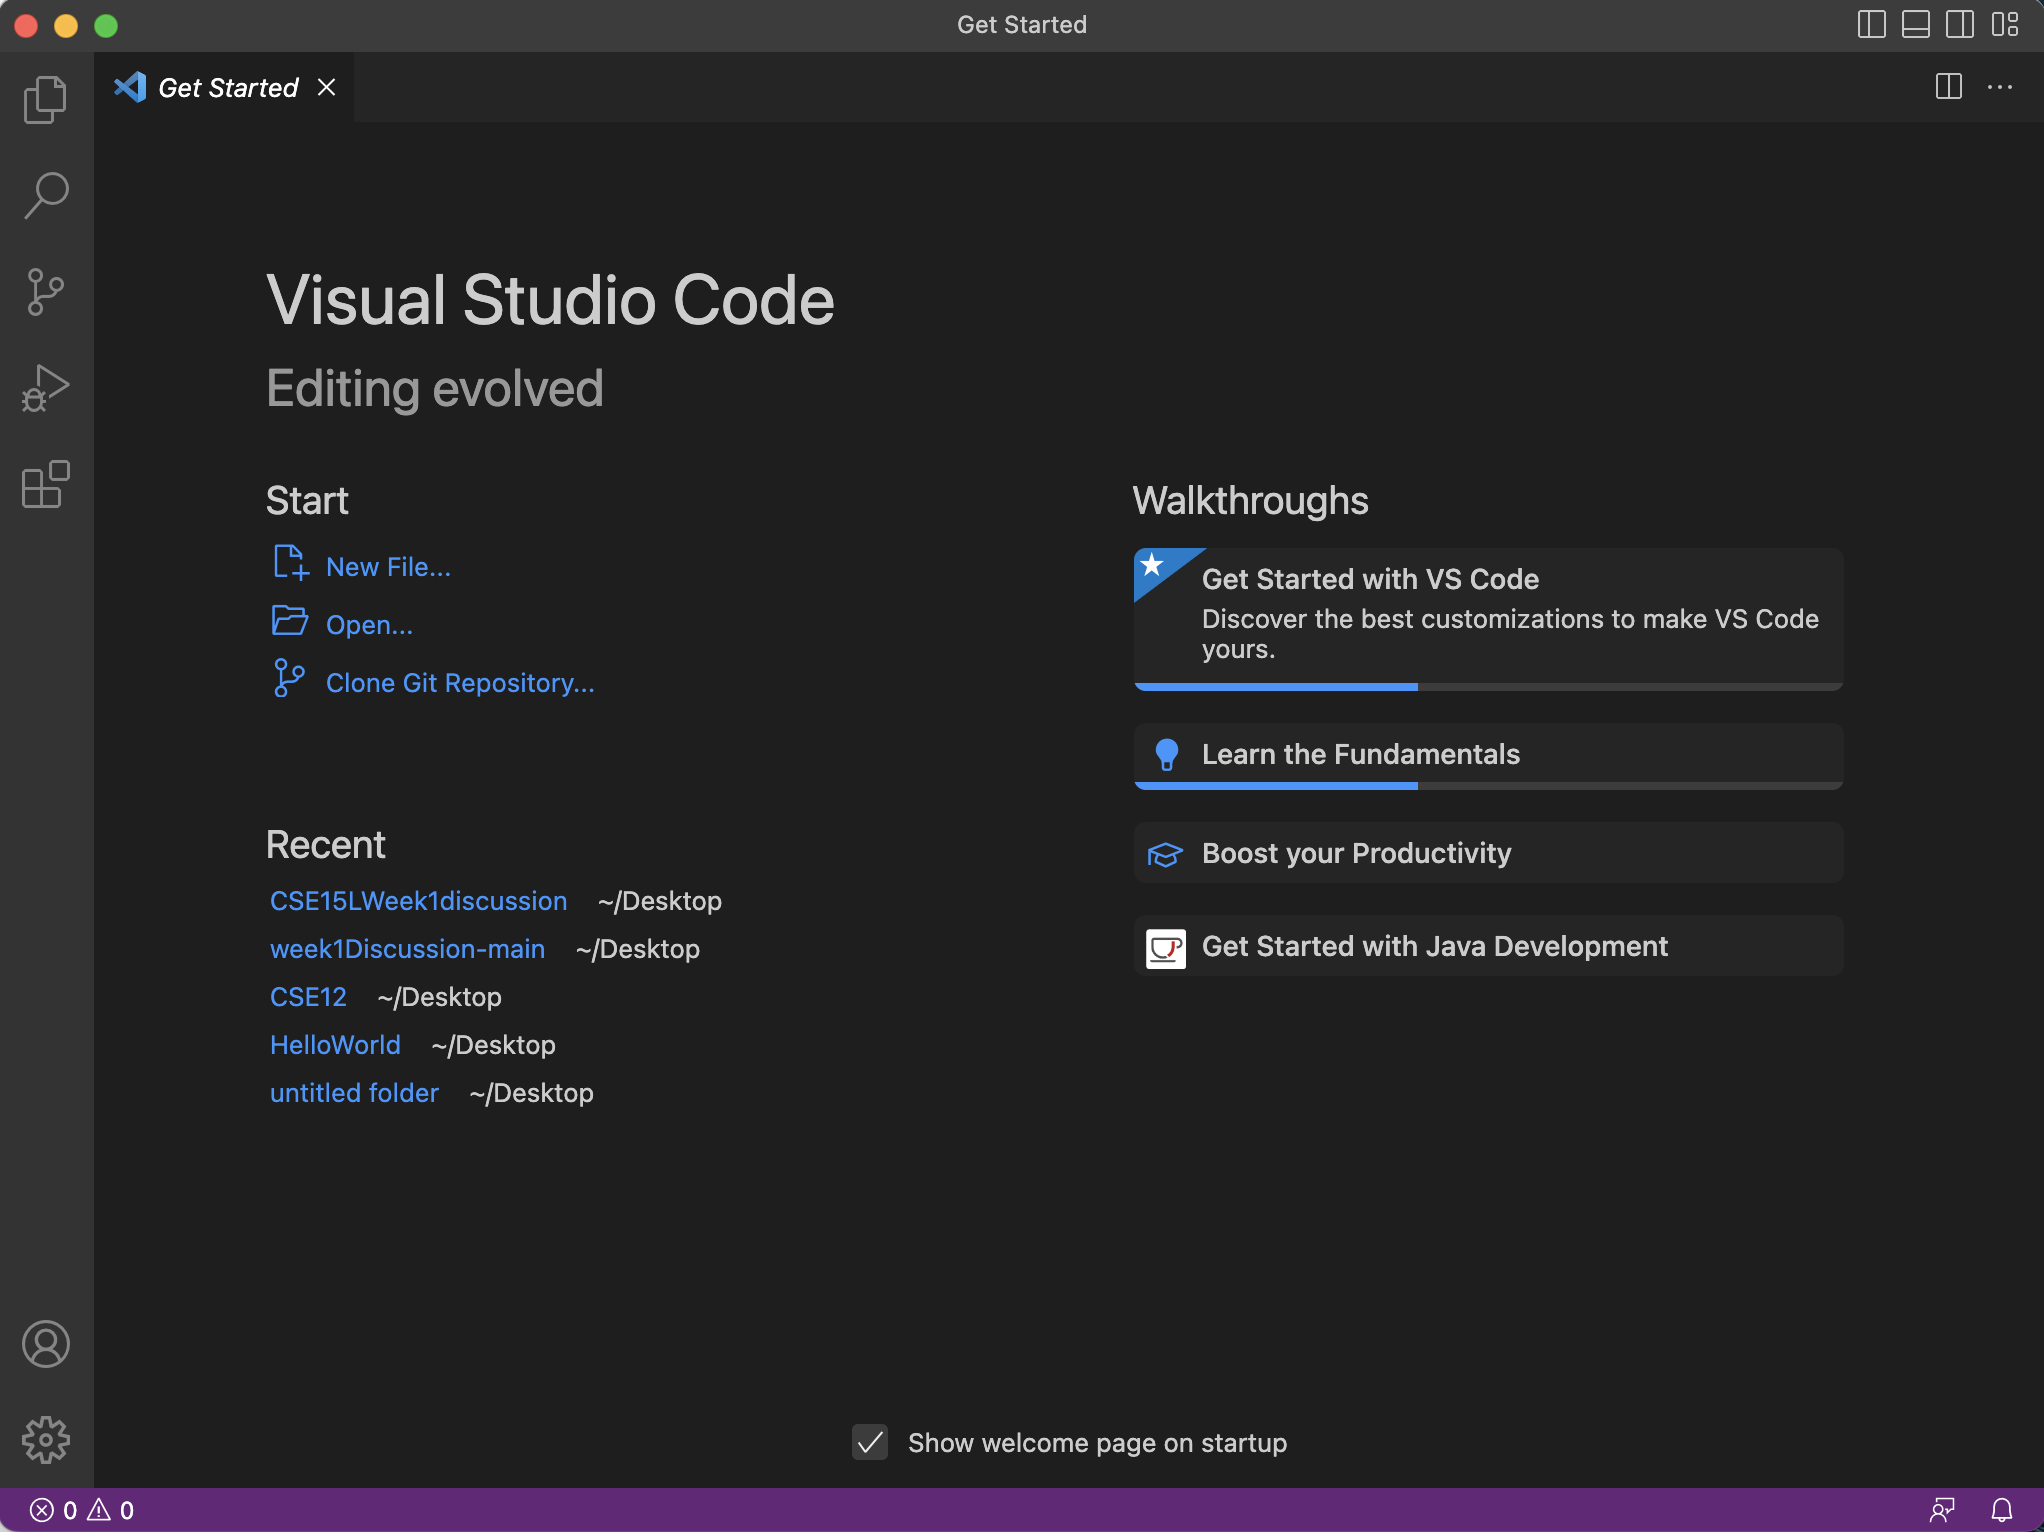 Get Started
Get Started
Visual Studio Code
Editing evolved
Start
New File...
Open...
Clone Git Repository...
Recent
CSE15LWeek1discussion ~/Desktop
week1Discussion-main ~/Desktop
CSE12 ~/Desktop
HelloWorld ~/Desktop
untitled folder ~/Desktop
Walkthroughs
Get Started with VS Code
Discover the best customizations to make VS Code
yours.
Learn the Fundamentals
Boost your Productivity
Get Started with Java Development
Show welcome page on startup
0 0